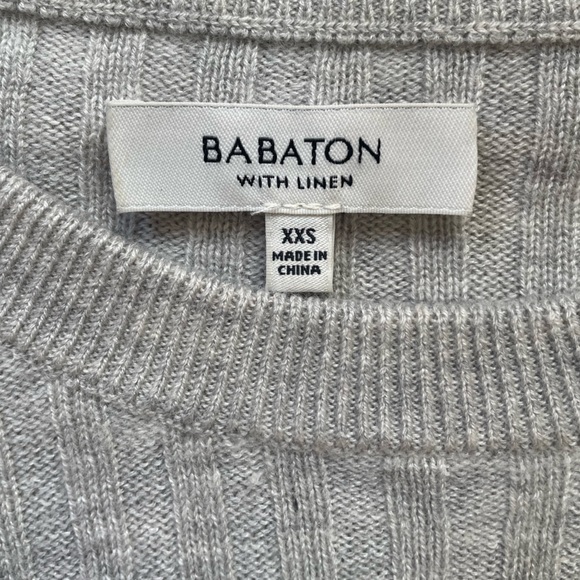 BABATON
WITH LINEN
XXS
MADE IN
CHINA